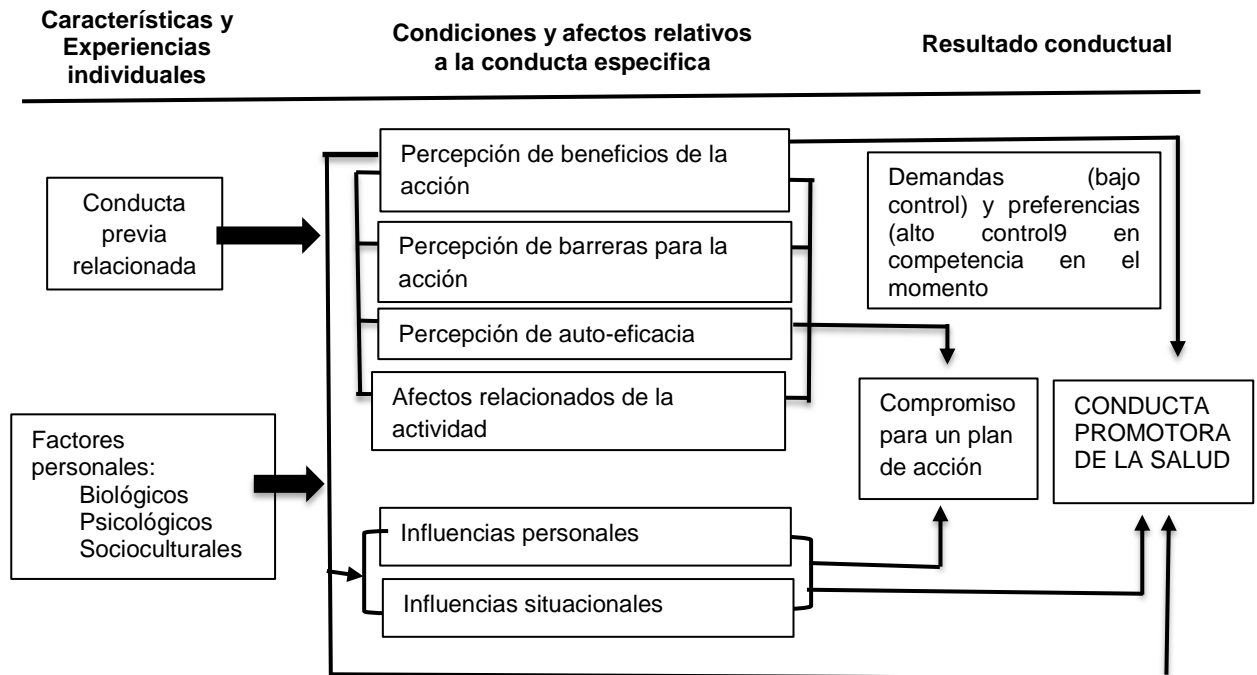 Características y
Experiencias
individuales
Condiciones y afectos relativos
a la conducta especifica
Resultado conductual
Conducta
previa
relacionada
Factores
personales:
Biológicos
Psicológicos
Socioculturales
Percepción de beneficios de la
acción
Percepción de barreras para la
acción
Percepción de auto-eficacia
Afectos relacionados de la
actividad
Influencias personales
Influencias situacionales
Demandas (bajo
control) y preferencias
(alto control9 en
competencia en el
momento
Compromiso
para un plan
de acción
CONDUCTA
PROMOTORA
DE LA SALUD